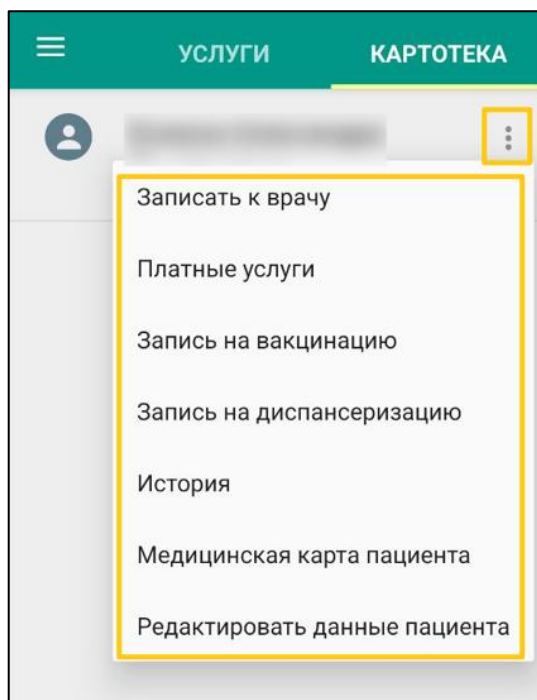 УСЛУГИ КАРТОТЕКА
Записать к врачу
Платные услуги
Запись на вакцинацию
Запись на диспансеризацию
История
Медицинская карта пациента
Редактировать данные пациента